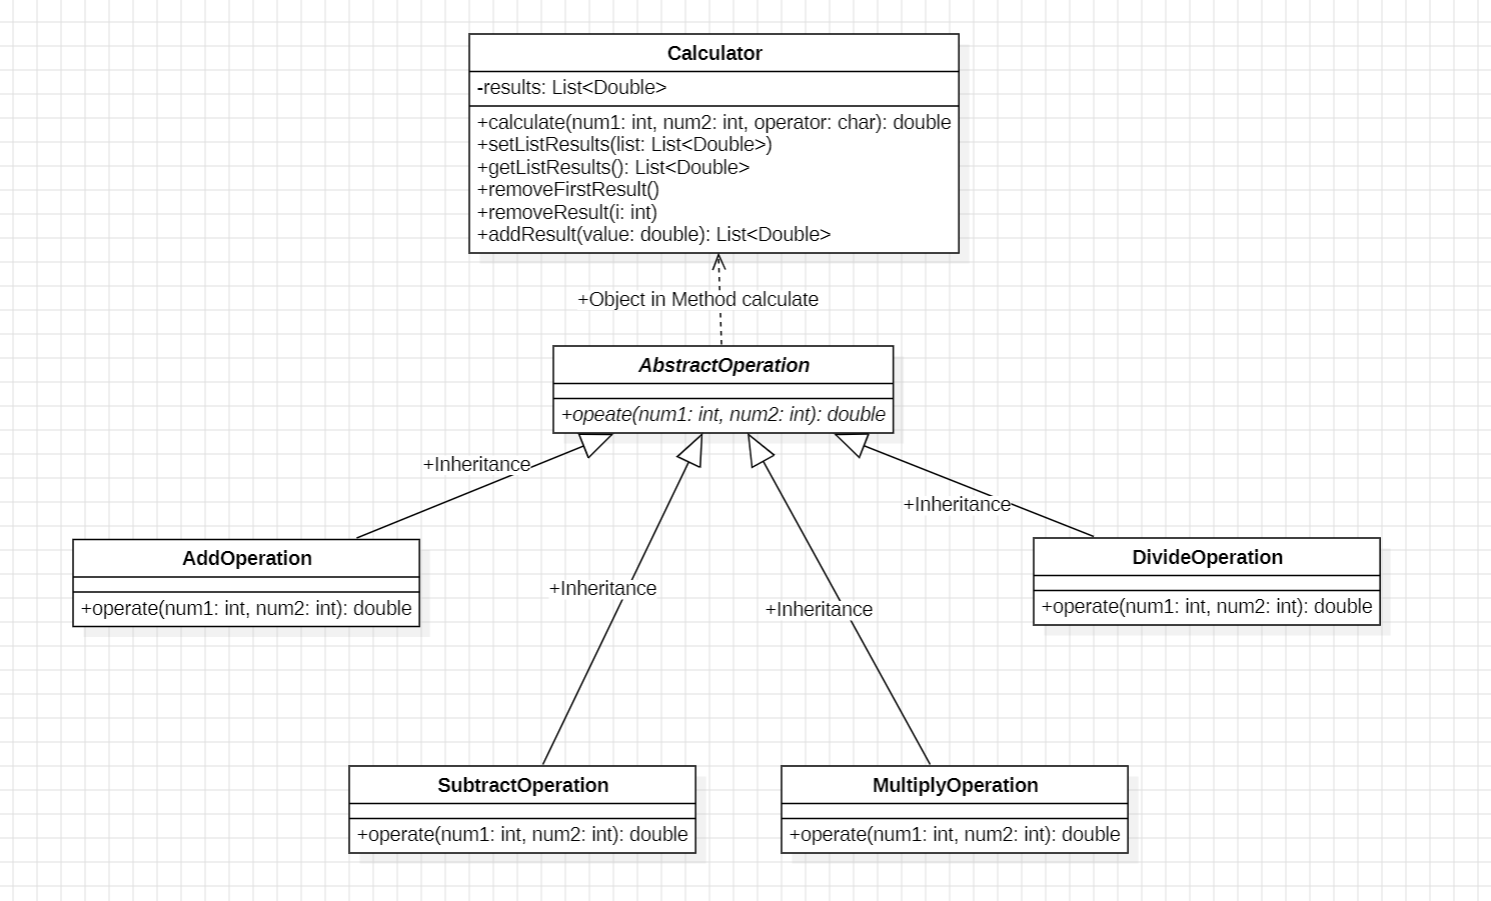 Calculator
-results: List<Double>
+calculate(num1: int, num2: int, operator: char): double
+setListResults(list: List<Double>)
+getListResults(): List<Double>
+removeFirstResult()
+removeResult(i: int)
+addResult(value: double): List<Double>
+Object in Method calculate
AbstractOperation
+opeate(num1: int, num2: int): double
+Inheritance
+Inheritance
+Inheritance
+Inheritance
AddOperation
+operate(num1: int, num2: int): double
DivideOperation
+operate(num1: int, num2: int): double
SubtractOperation
+operate(num1: int, num2: int): double
MultiplyOperation
+operate(num1: int, num2: int): double